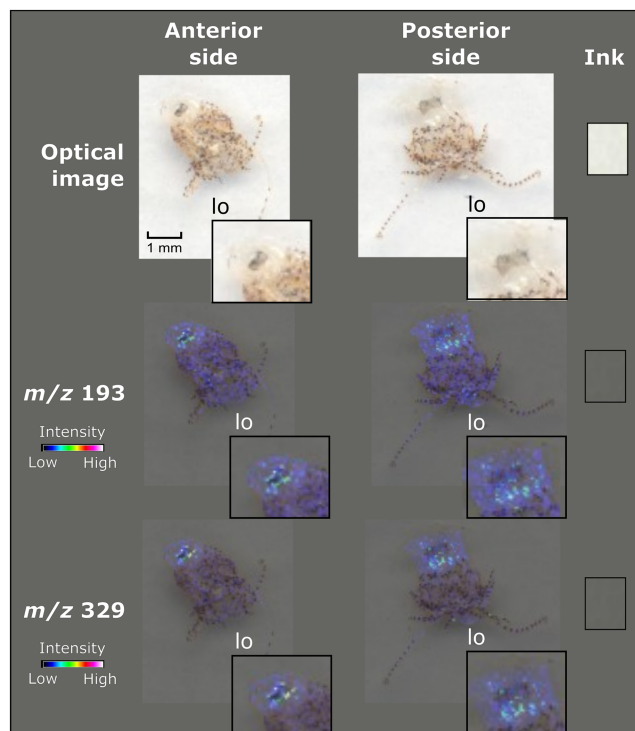 Anterior side
Posterior side
Ink
Optical image
lo
lo
1 mm
m/z 193
Intensity
Low High
lo
lo
m/z 329
Intensity
Low High
lo
lo